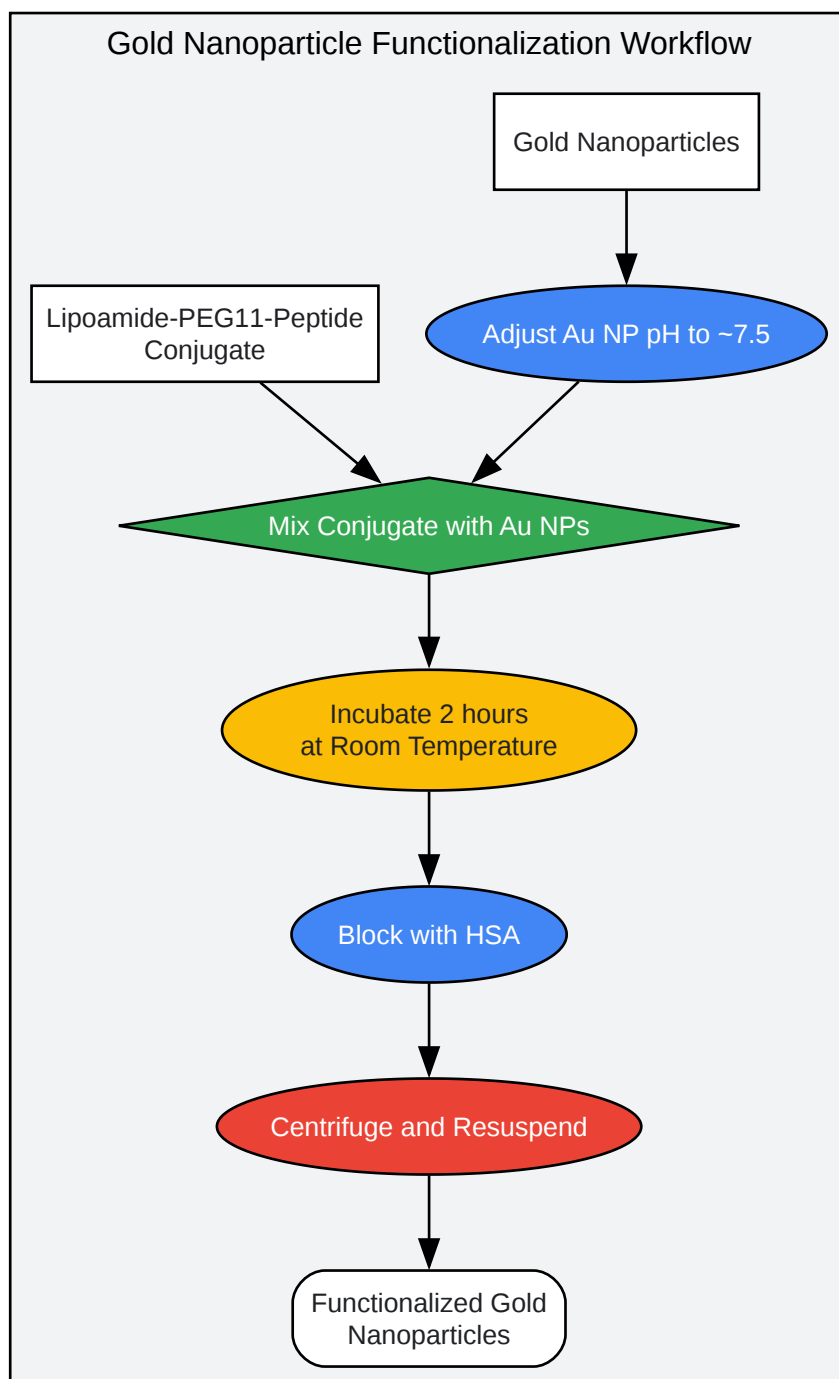 Gold Nanoparticle Functionalization Workflow
Gold Nanoparticles
Lipoamide-PEG11-Peptide
Conjugate
Adjust Au NP pH to ~7.5
Mix Conjugate with Au NPs
Incubate 2 hours
at Room Temperature
Block with HSA
Centrifuge and Resuspend
Functionalized Gold
Nanoparticles